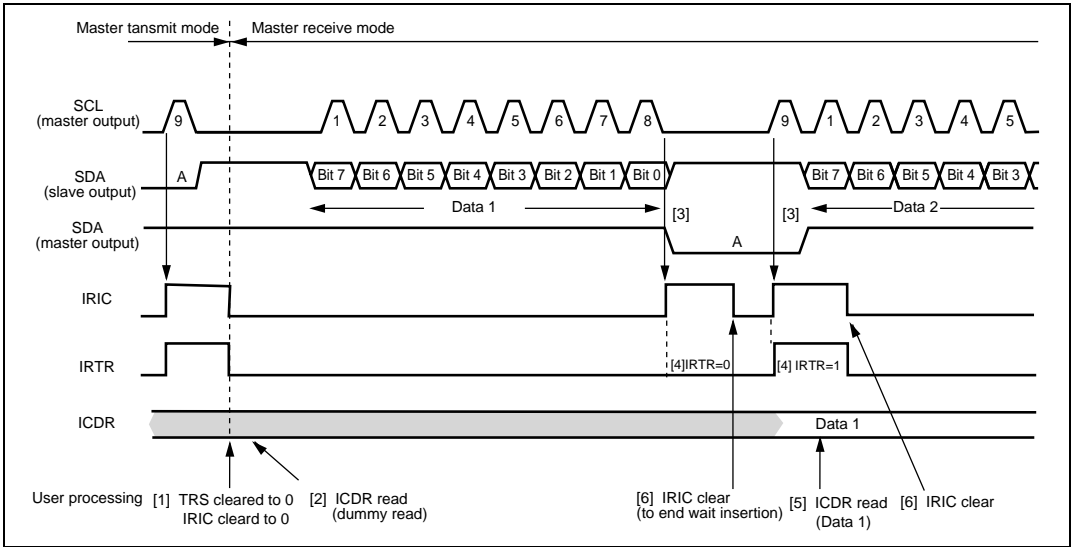 Master tansmit mode Master receive mode
SCL
(master output)
9 1 2 3 4 5 6 7 8 9 1 2 3 4 5
SDA
(slave output)
A Bit 7 Bit 6 Bit 5 Bit 4 Bit 3 Bit 2 Bit 1 Bit 0 Bit 7 Bit 6 Bit 5 Bit 4 Bit 3
Data 1 [3] [3] Data 2
SDA
(master output)
A
IRIC
IRTR
[4]IRTR=0 [4] IRTR=1
ICDR
Data 1
User processing [1] TRS cleared to 0
IRIC cleard to 0
[2] ICDR read
(dummy read)
[6] IRIC clear
(to end wait insertion)
[5] ICDR read
(Data 1)
[6] IRIC clear